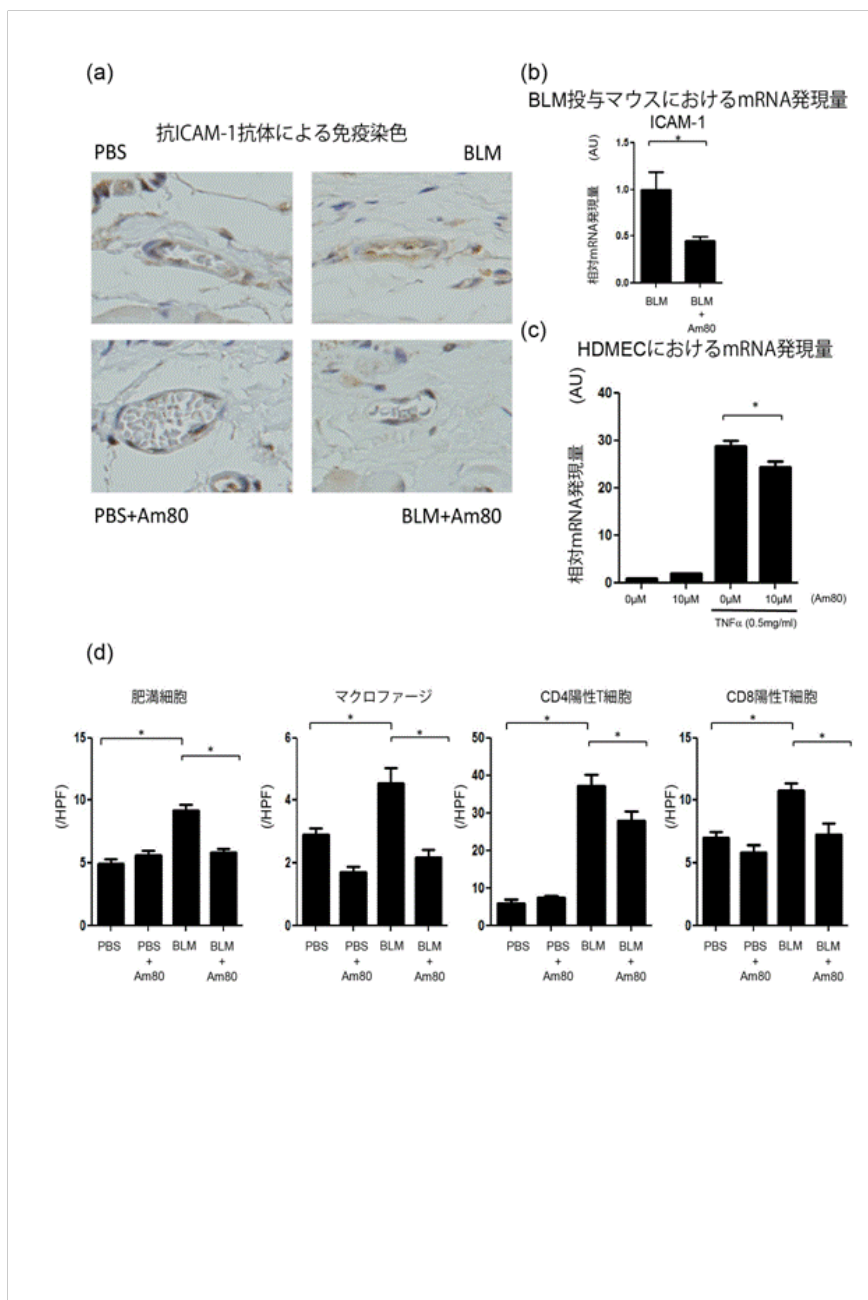 (a)
抗ICAM-1抗体による免疫染色
PBS
BLM
PBS+Am80
BLM+Am80
(b)
BLM投与マウスにおけるmRNA発現量
ICAM-1
(AU)
相対mRNA発現量
1.5
1.0
0.5
0.0
*
BLM
BLM
+
Am80
(c)
HDMECにおけるmRNA発現量
(AU)
相対mRNA発現量
40
30
20
10
0
*
0μM
10μM
0μM
10μM
(Am80)
TNFα (0.5mg/ml)
(d)
肥満細胞
(/HPF)
15
10
5
0
*
*
PBS
PBS
+
Am80
BLM
BLM
+
Am80
マクロファージ
(/HPF)
6
4
2
0
*
*
PBS
PBS
+
Am80
BLM
BLM
+
Am80
CD4陽性T細胞
(/HPF)
50
40
30
20
10
0
*
*
PBS
PBS
+
Am80
BLM
BLM
+
Am80
CD8陽性T細胞
(/HPF)
15
10
5
0
*
*
PBS
PBS
+
Am80
BLM
BLM
+
Am80